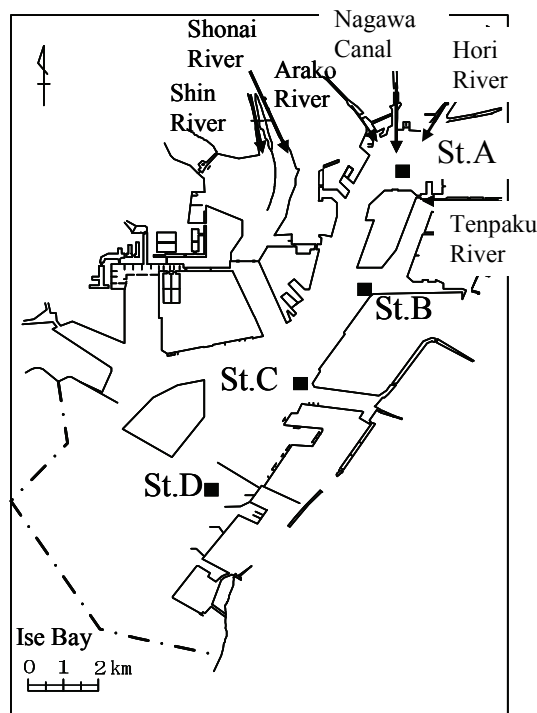 Nagawa
Canal
Shonai
River
Hori
River
Arako
River
Shin
River
St.A
Tenpaku
River
St.B
St.C
St.D
Ise Bay
0 1 2 km